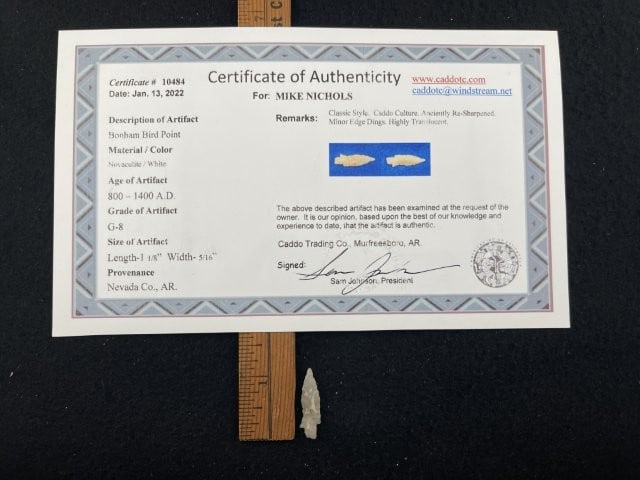 Certificate # 10484
Date: Jan. 13, 2022
Certificate of Authenticity
For: MIKE NICHOLS
www.caddotc.com
caddotc@windstream.net
Description of Artifact
Bonham Bird Point
Material / Color
Novaculite / White
Age of Artifact
800 – 1400 A.D.
Grade of Artifact
G-8
Size of Artifact
Length-1 1/8" Width- 5/16"
Provenance
Nevada Co., AR.
Remarks: Classic Style. Caddo Culture. Anciently Re-Sharpened.
Minor Edge Dings. Highly Translucent.
The above described artifact has been examined at the request of the
owner. It is our opinion, based upon the best of our knowledge and
experience to date, that the artifact is authentic.
Caddo Trading Co., Murfreesboro, AR.
Signed:
Sam Johnson, President